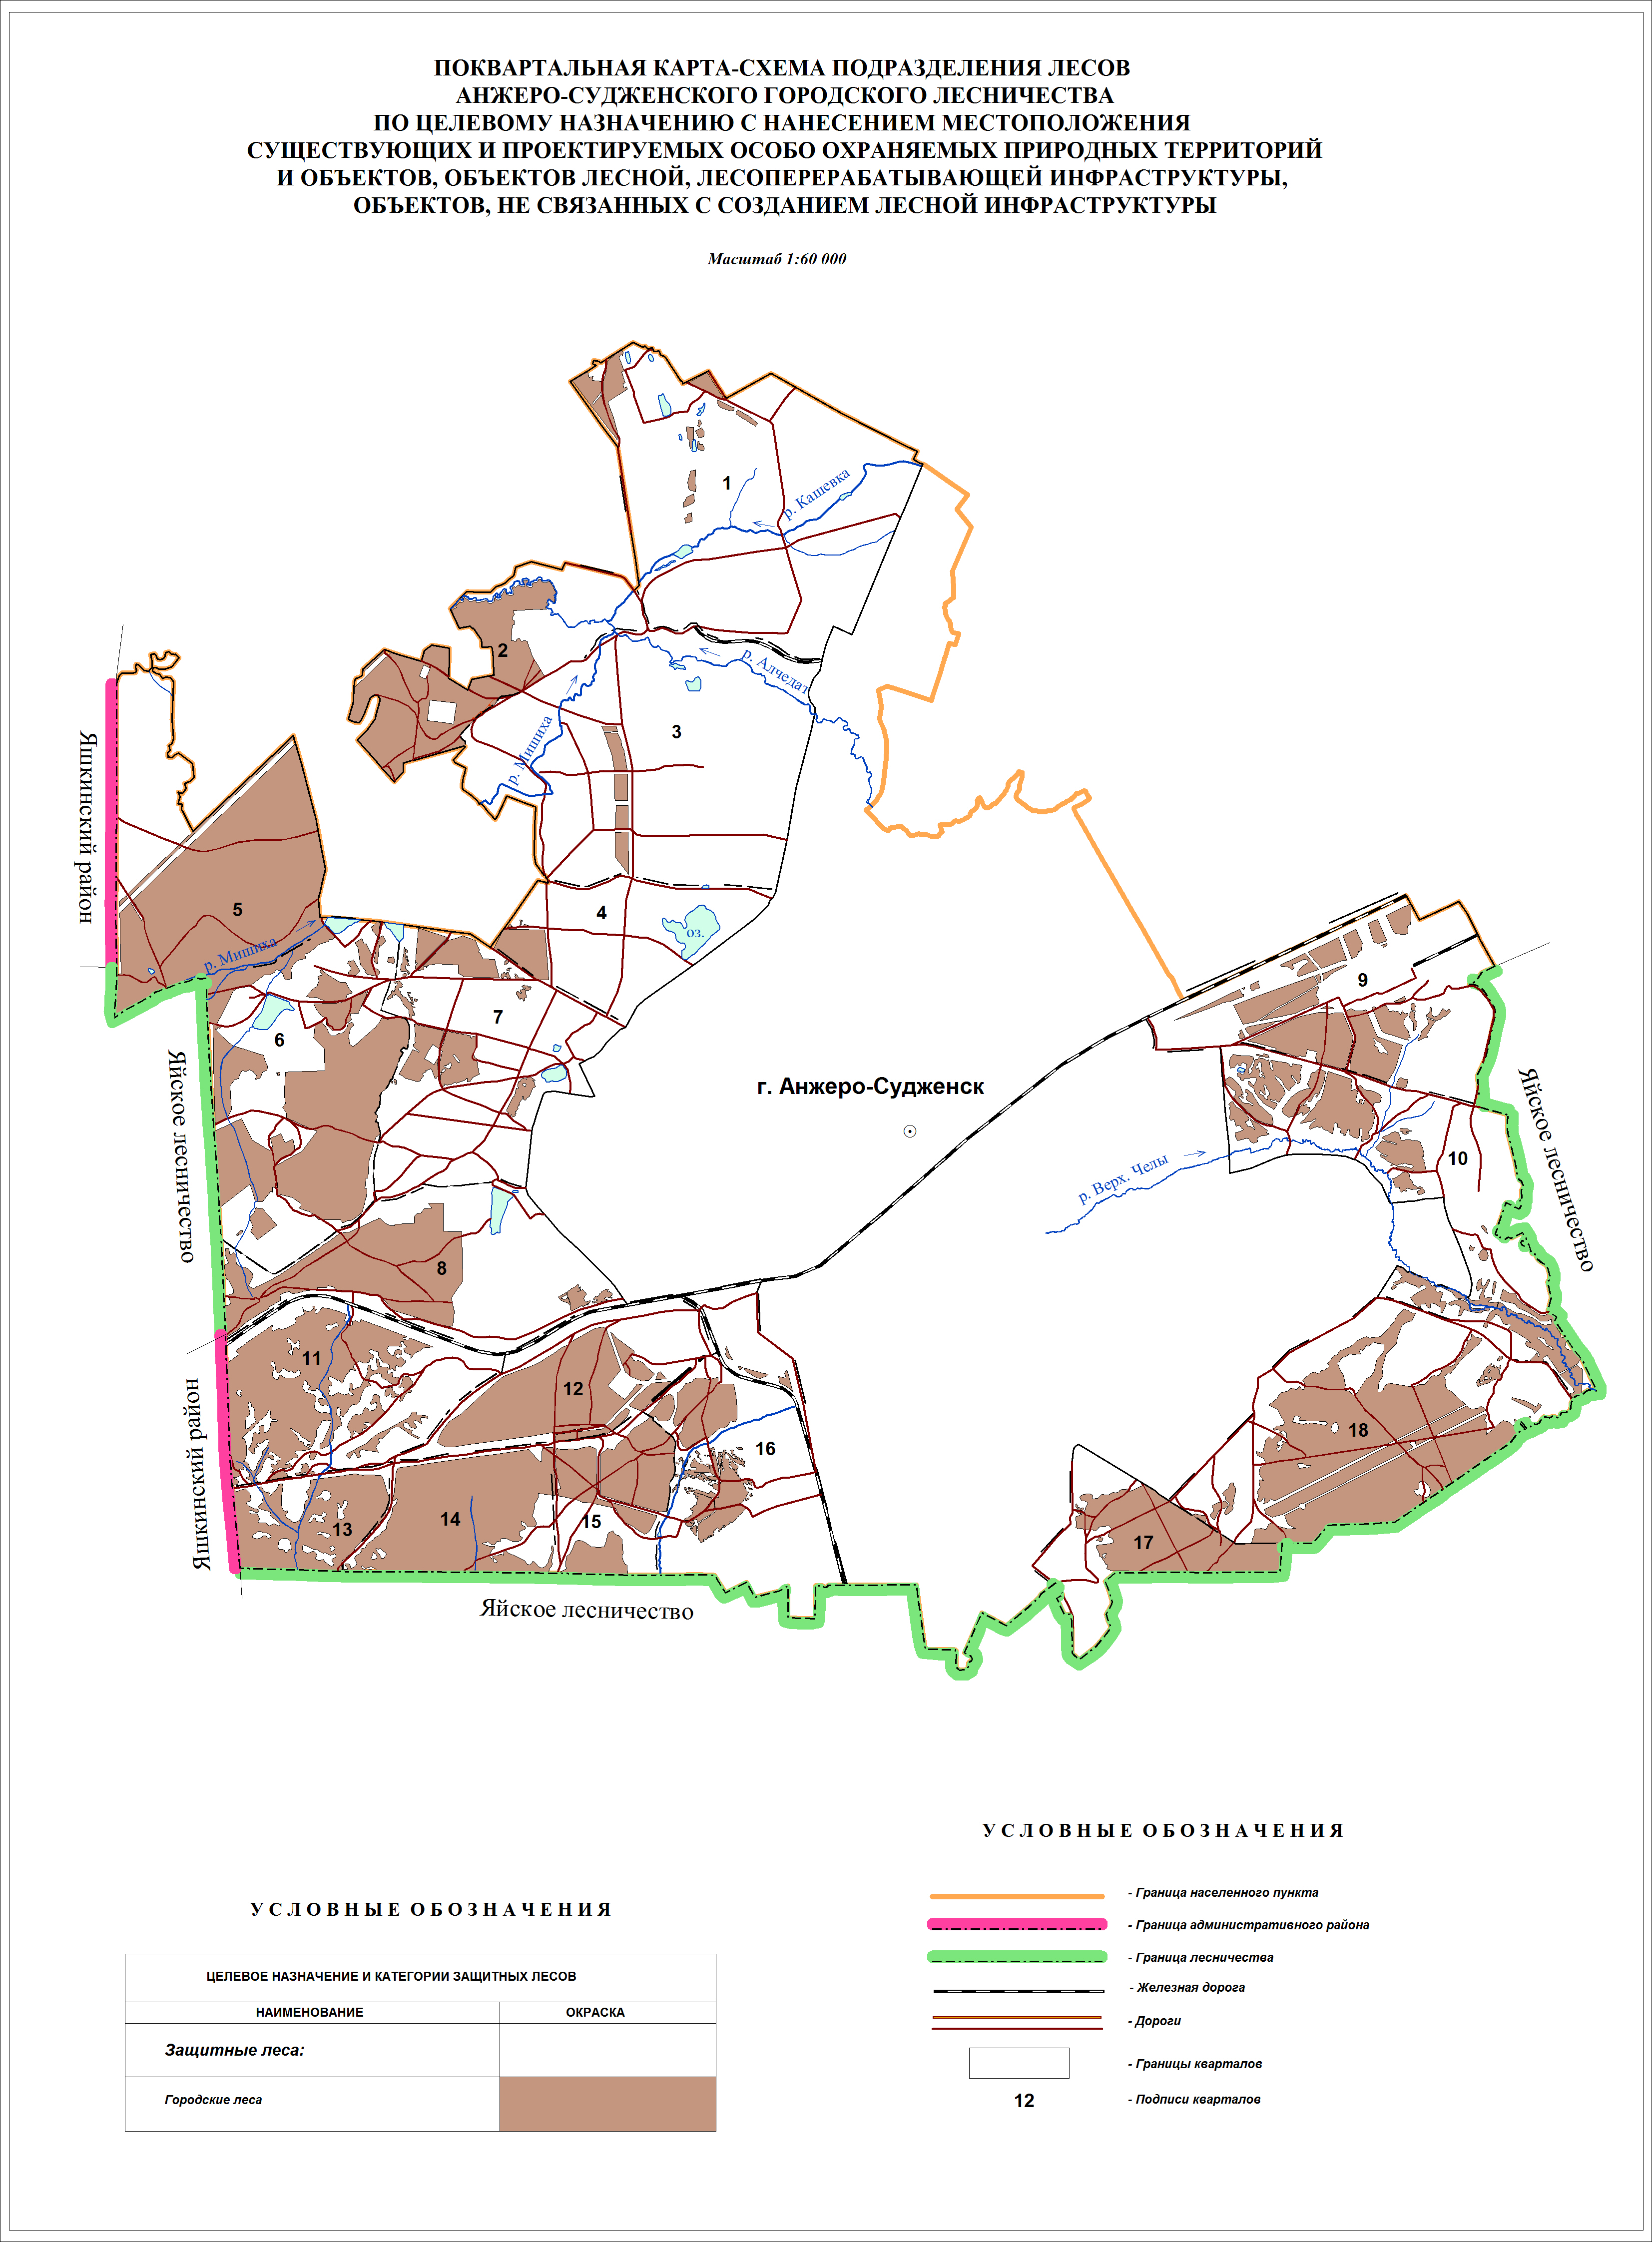 ПОКВАРТАЛЬНАЯ КАРТА-СХЕМА ПОДРАЗДЕЛЕНИЯ ЛЕСОВ
АНЖЕРО-СУДЖЕНСКОГО ГОРОДСКОГО ЛЕСНИЧЕСТВА
ПО ЦЕЛЕВОМУ НАЗНАЧЕНИЮ С НАНЕСЕНИЕМ МЕСТОПОЛОЖЕНИЯ
СУЩЕСТВУЮЩИХ И ПРОЕКТИРУЕМЫХ ОСОБО ОХРАНЯЕМЫХ ПРИРОДНЫХ ТЕРРИТОРИЙ
И ОБЪЕКТОВ, ОБЪЕКТОВ ЛЕСНОЙ, ЛЕСОПЕРЕРАБАТЫВАЮЩЕЙ ИНФРАСТРУКТУРЫ,
ОБЪЕКТОВ, НЕ СВЯЗАННЫХ С СОЗДАНИЕМ ЛЕСНОЙ ИНФРАСТРУКТУРЫ
Масштаб 1:60 000
1
р. Кашевка
2
р. Алчедат
3
р. Мишиха
Яшкинский район
5
4
оз.
р. Мишиха
9
7
6
г. Анжеро-Судженск
Яйское лесничество
Яйское лесничество
10
р. Верх. Челы
8
11
12
Яшкинский район
16
18
14
15
13
17
Яйское лесничество
УСЛОВНЫЕ ОБОЗНАЧЕНИЯ
- Граница населенного пункта
- Граница административного района
- Граница лесничества
- Железная дорога
- Дороги
- Границы кварталов
12
- Подписи кварталов
УСЛОВНЫЕ ОБОЗНАЧЕНИЯ
ЦЕЛЕВОЕ НАЗНАЧЕНИЕ И КАТЕГОРИИ ЗАЩИТНЫХ ЛЕСОВ
НАИМЕНОВАНИЕ
ОКРАСКА
Защитные леса:
Городские леса